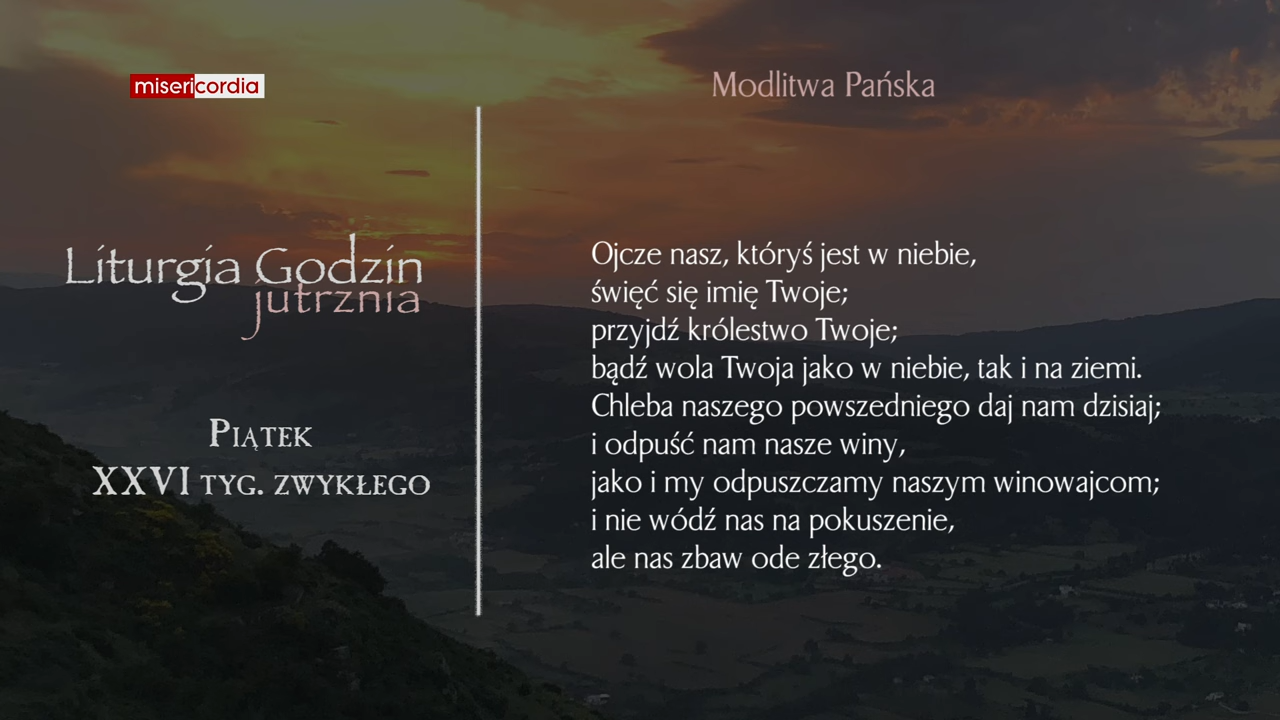 misericordia
Liturgia Godzin
jutrznia
Piątek
XXVI tyg. zwykłego
Modlitwa Pańska
Ojcze nasz, któryś jest w niebie,
święć się imię Twoje;
przyjdź królestwo Twoje;
bądź wola Twoja jako w niebie, tak i na ziemi.
Chleba naszego powszedniego daj nam dzisiaj;
i odpuść nam nasze winy,
jako i my odpuszczamy naszym winowajcom;
i nie wódź nas na pokuszenie,
ale nas zbaw ode złego.